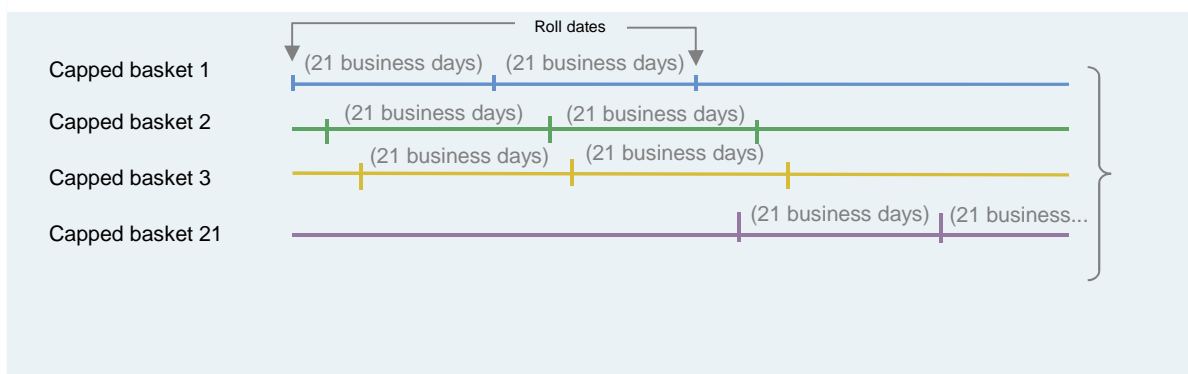 Roll dates
Capped basket 1
(21 business days) (21 business days)
Capped basket 2
(21 business days) (21 business days)
Capped basket 3
(21 business days) (21 business days)
Capped basket 21
(21 business days) (21 business...